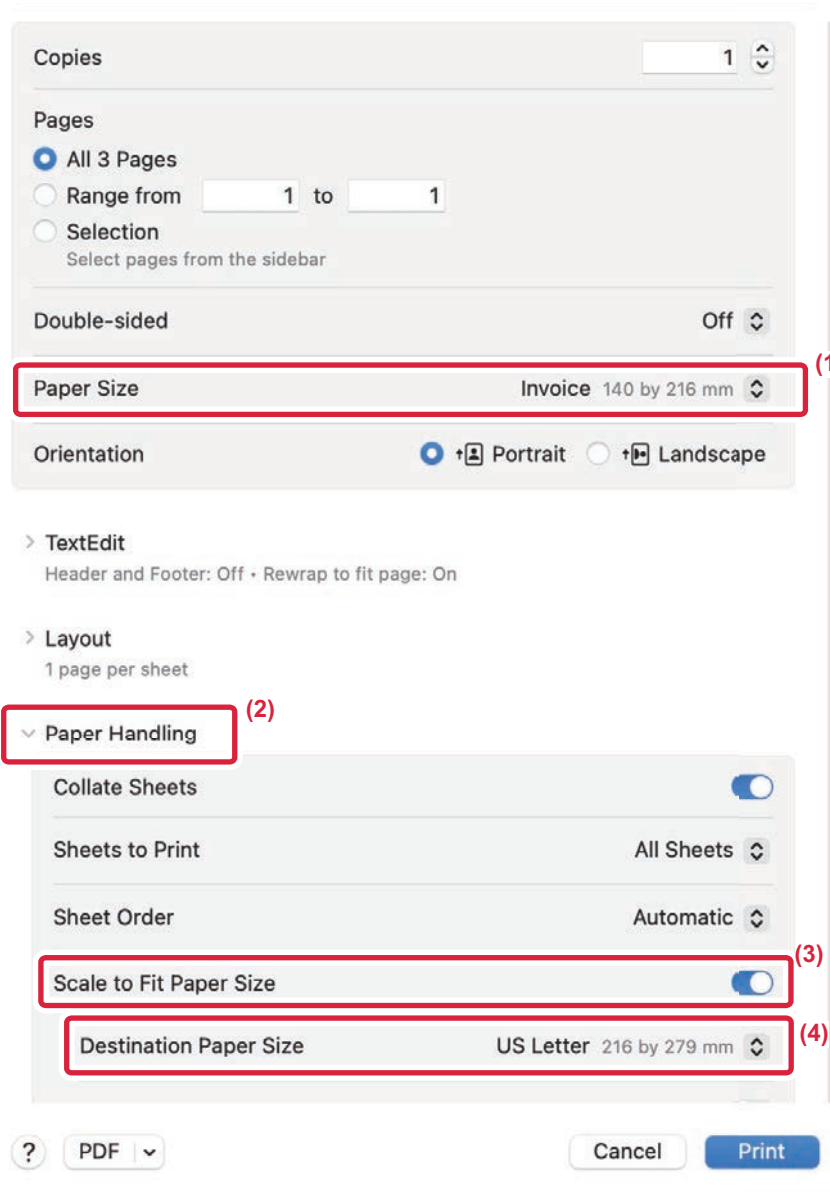 Copies 1
Pages
All 3 Pages
Range from 1 to 1
Selection
Select pages from the sidebar
Double-sided Off
(1
Paper Size Invoice 140 by 216 mm
Orientation Portrait Landscape
TextEdit
Header and Footer: Off • Rewrap to fit page: On
Layout
1 page per sheet
(2)
Paper Handling
Collate Sheets
Sheets to Print All Sheets
Sheet Order Automatic
(3)
Scale to Fit Paper Size
Destination Paper Size US Letter 216 by 279 mm (4)
? PDF Cancel Print